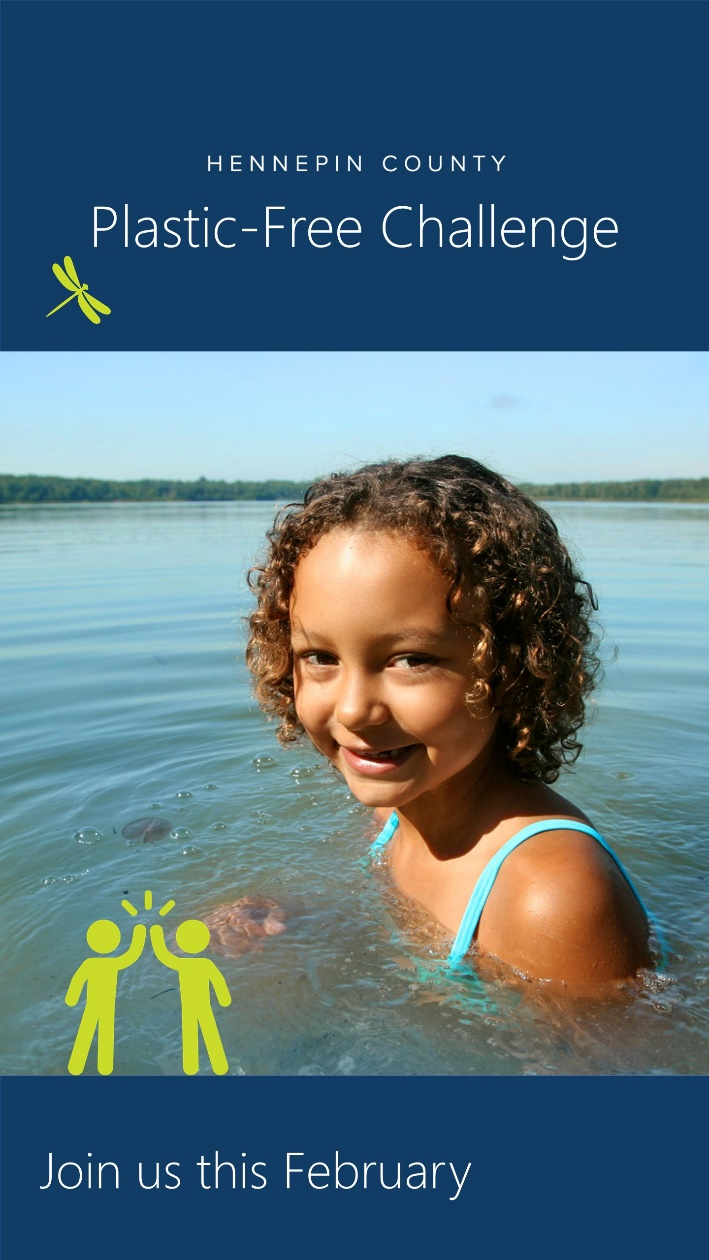 HENNEPIN COUNTY
Plastic-Free Challenge
Join us this February